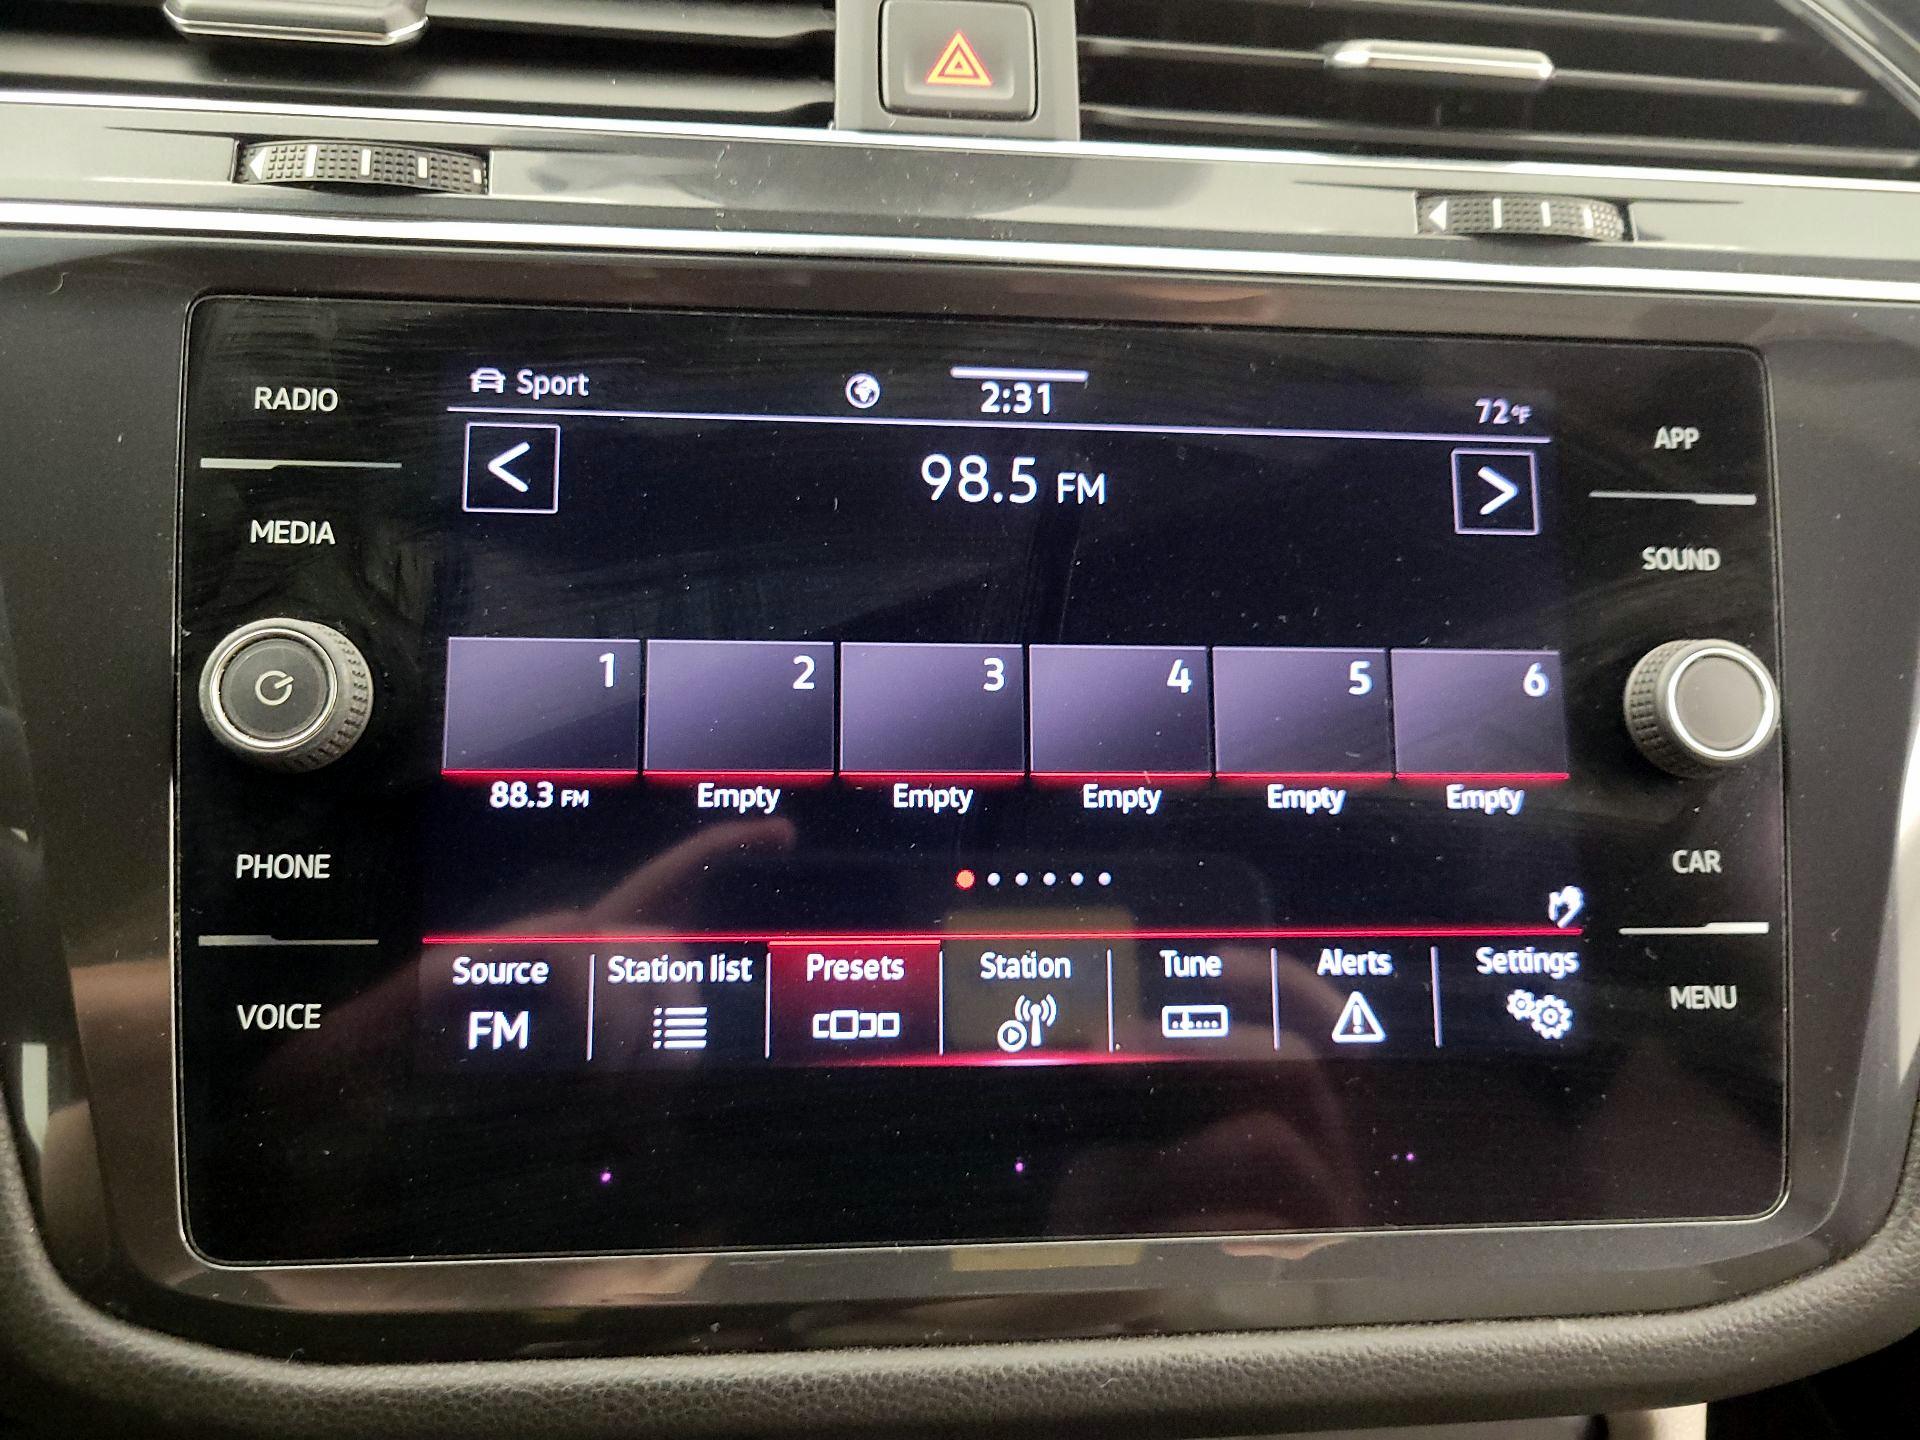 RADIO
MEDIA
PHONE
VOICE
Sport
2:31
72°F
98.5 FM
1 2 3 4 5 6
88.3 FM Empty Empty Empty Empty Empty
Source Station list Presets Station Tune Alerts Settings
FM
APP
SOUND
CAR
MENU